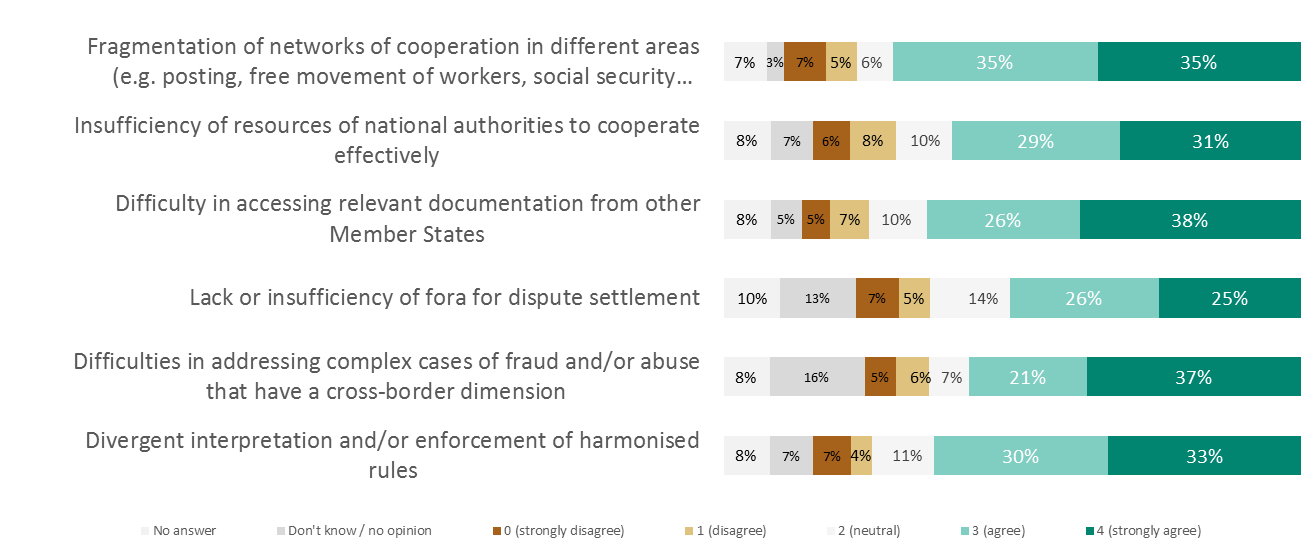 Fragmentation of networks of cooperation in different areas
(e.g. posting, free movement of workers, social security…
7% 3% 7% 5% 6% 35% 35%
Insufficiency of resources of national authorities to cooperate
effectively
8% 7% 6% 8% 10% 29% 31%
Difficulty in accessing relevant documentation from other
Member States
8% 5% 5% 7% 10% 26% 38%
Lack or insufficiency of fora for dispute settlement
10% 13% 7% 5% 14% 26% 25%
Difficulties in addressing complex cases of fraud and/or abuse
that have a cross-border dimension
8% 16% 5% 6% 7% 21% 37%
Divergent interpretation and/or enforcement of harmonised
rules
8% 7% 7% 4% 11% 30% 33%
No answer Don't know / no opinion 0 (strongly disagree) 1 (disagree) 2 (neutral) 3 (agree) 4 (strongly agree)